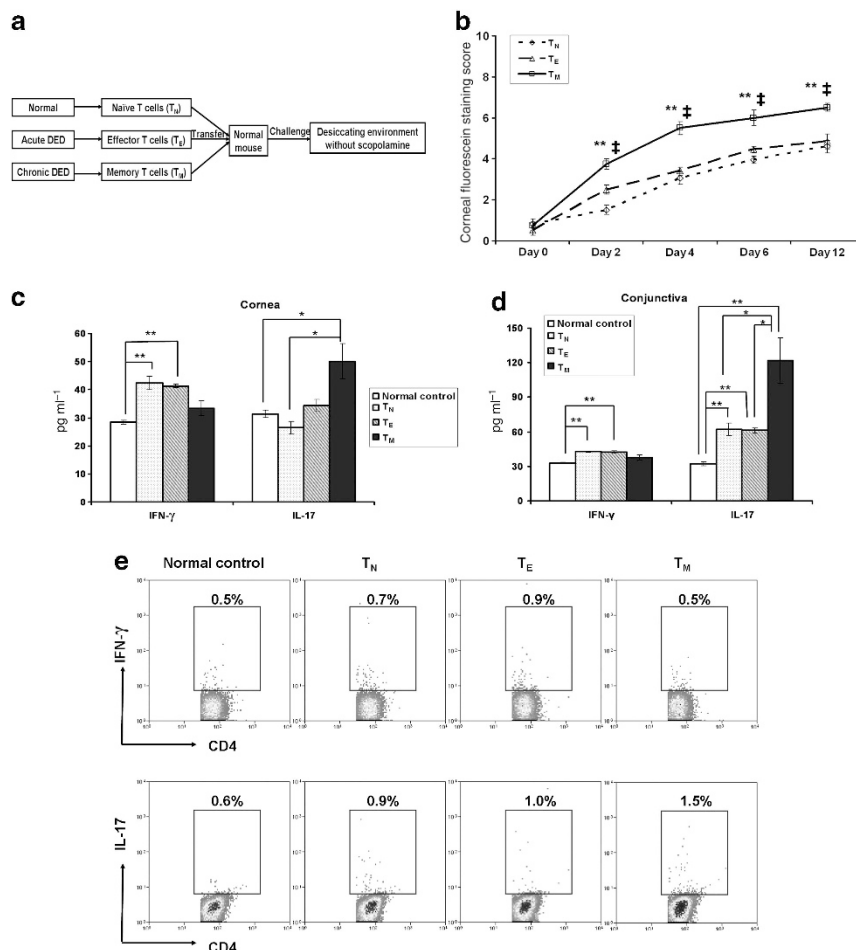 a
Normal
Naïve T cells (TN)
Acute DED
Effector T cells (TE)
Transfer
Normal
mouse
Challenge
Desiccating environment
without scopolamine
Chronic DED
Memory T cells (TM)
b
Corneal fluorescein staining score
10
8
6
4
2
0
TN
TE
TM
** ‡
** ‡
** ‡
** ‡
Day 0
Day 2
Day 4
Day 6
Day 12
c
Cornea
pg ml−1
60
50
40
30
20
10
0
**
**
*
*
Normal control
TN
TE
TM
IFN-γ
IL-17
d
Conjunctiva
pg ml−1
150
120
90
60
30
0
Normal control
TN
TE
TM
**
**
**
*
*
**
**
IFN-γ
IL-17
e
Normal control
TN
TE
TM
0.5%
0.7%
0.9%
0.5%
IFN-γ
CD4
0.6%
0.9%
1.0%
1.5%
IL-17
CD4